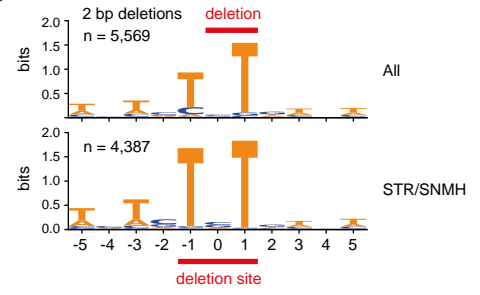 2 bp deletions deletion
n = 5,569
2.0
1.5
1.0
0.5
bits
T A T A T C T C T A T A
All
2.0
1.5
1.0
0.5
0.0
bits
n = 4,387
T A T A C T C T T A T A
STR/SNMH
-5 -4 -3 -2 -1 0 1 2 3 4 5
deletion site